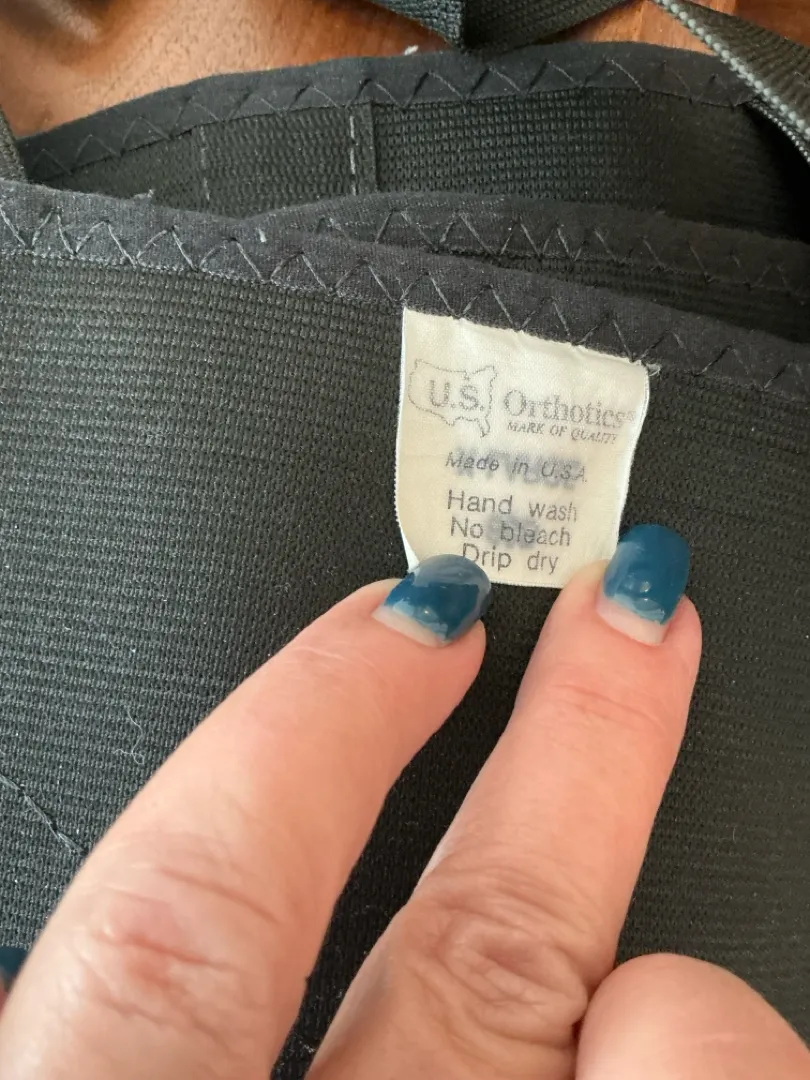 U.S. Orthotics®
MARK OF QUALITY
Made in U.S.A.
Hand wash
No bleach
Drip dry